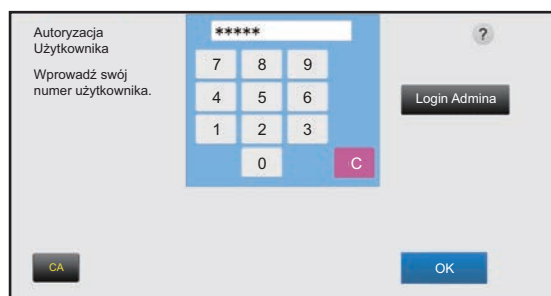 Autoryzacja
Użytkownika
Wprowadź swój
numer użytkownika.
*****
7 8 9
4 5 6
1 2 3
0 C
?
Login Admina
CA
OK